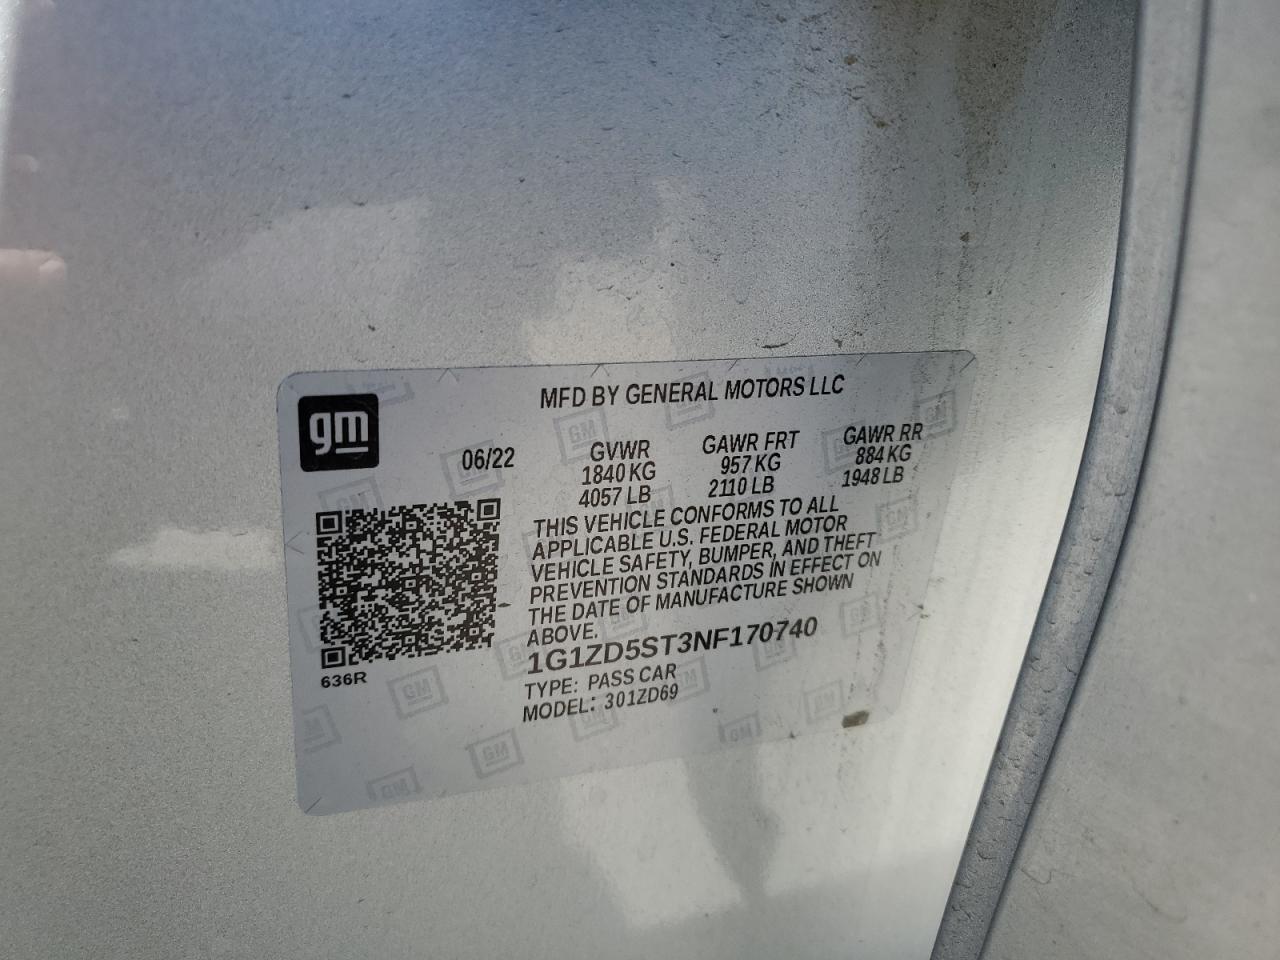 MFD BY GENERAL MOTORS LLC
gm
06/22
GVWR GAWR FRT GAWR RR
1840 KG 957 KG 884 KG
4057 LB 2110 LB 1948 LB
THIS VEHICLE CONFORMS TO ALL
APPLICABLE U.S. FEDERAL MOTOR
VEHICLE SAFETY, BUMPER, AND THEFT
PREVENTION STANDARDS IN EFFECT ON
THE DATE OF MANUFACTURE SHOWN
ABOVE.
1G1ZD5ST3NF170740
636R
TYPE: PASS CAR
MODEL: 301ZD69